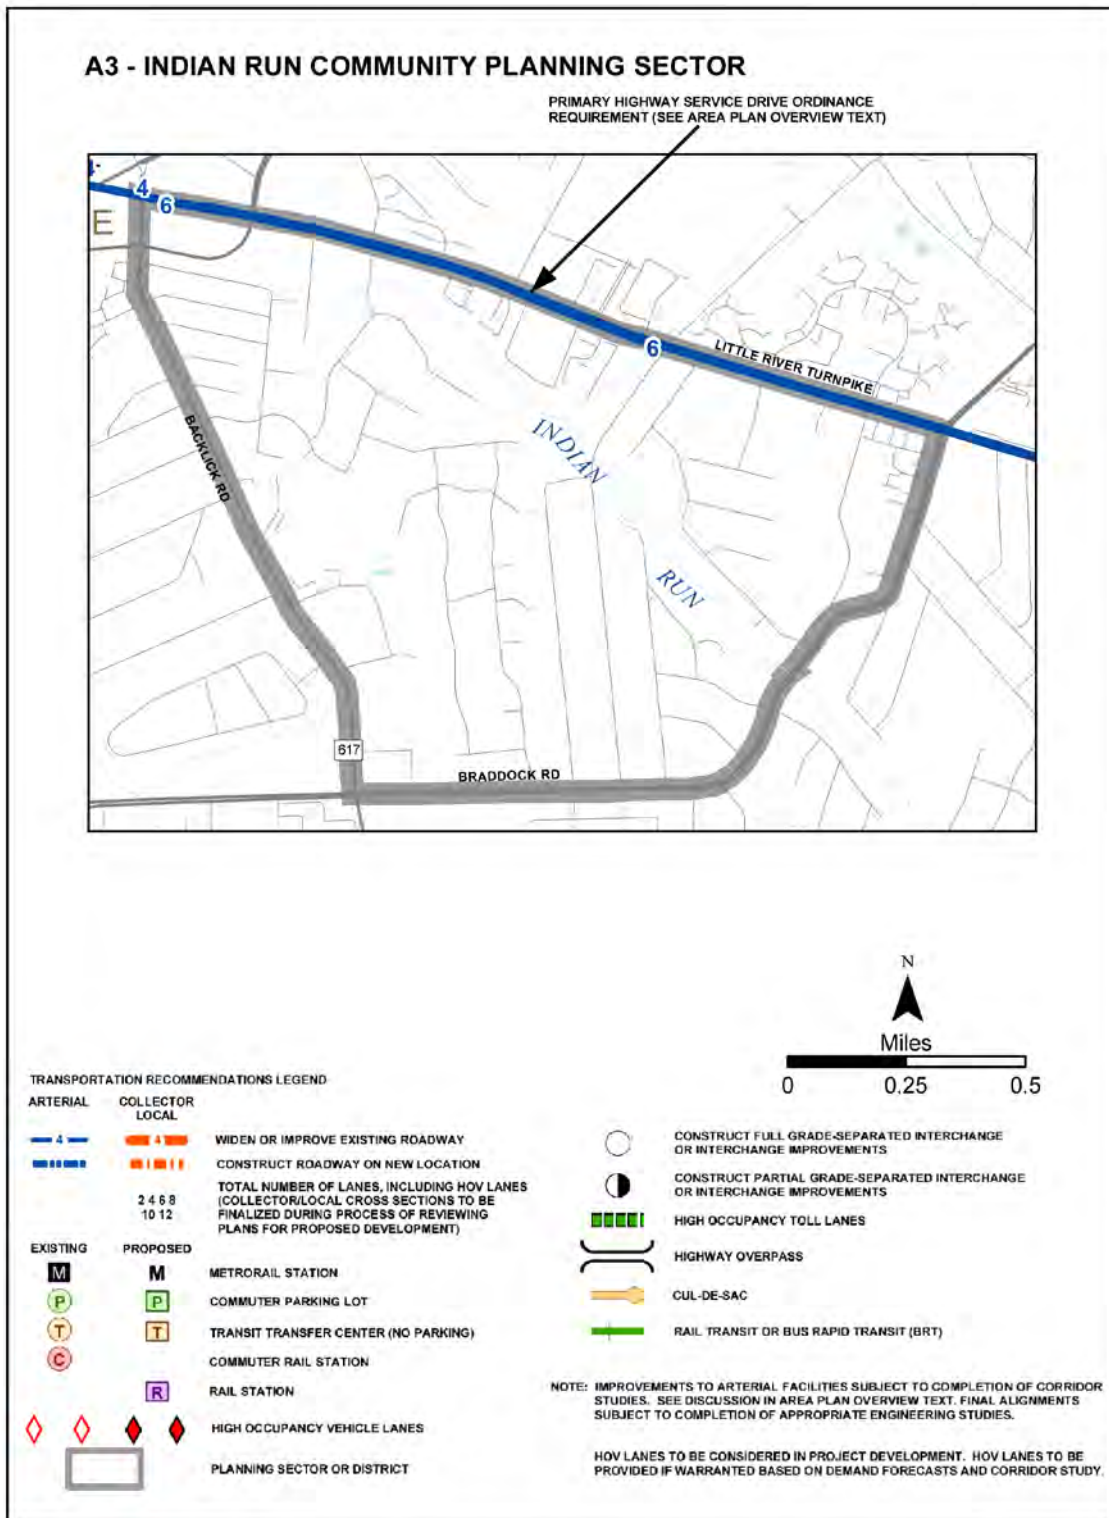 A3 - INDIAN RUN COMMUNITY PLANNING SECTOR
PRIMARY HIGHWAY SERVICE DRIVE ORDINANCE
REQUIREMENT (SEE AREA PLAN OVERVIEW TEXT)
4
6
E
6
LITTLE RIVER TURNPIKE
BACKLICK RD
INDIAN
RUN
617
BRADDOCK RD
N
Miles
0 0.25 0.5
TRANSPORTATION RECOMMENDATIONS LEGEND
ARTERIAL COLLECTOR
LOCAL
4 4 WIDEN OR IMPROVE EXISTING ROADWAY
CONSTRUCT ROADWAY ON NEW LOCATION
2 4 6 8
10 12
TOTAL NUMBER OF LANES, INCLUDING HOV LANES
(COLLECTOR/LOCAL CROSS SECTIONS TO BE
FINALIZED DURING PROCESS OF REVIEWING
PLANS FOR PROPOSED DEVELOPMENT)
EXISTING PROPOSED
M M METRORAIL STATION
P P COMMUTER PARKING LOT
T T TRANSIT TRANSFER CENTER (NO PARKING)
C COMMUTER RAIL STATION
R RAIL STATION
HIGH OCCUPANCY VEHICLE LANES
PLANNING SECTOR OR DISTRICT
CONSTRUCT FULL GRADE-SEPARATED INTERCHANGE
OR INTERCHANGE IMPROVEMENTS
CONSTRUCT PARTIAL GRADE-SEPARATED INTERCHANGE
OR INTERCHANGE IMPROVEMENTS
HIGH OCCUPANCY TOLL LANES
HIGHWAY OVERPASS
CUL-DE-SAC
RAIL TRANSIT OR BUS RAPID TRANSIT (BRT)
NOTE: IMPROVEMENTS TO ARTERIAL FACILITIES SUBJECT TO COMPLETION OF CORRIDOR
STUDIES. SEE DISCUSSION IN AREA PLAN OVERVIEW TEXT. FINAL ALIGNMENTS
SUBJECT TO COMPLETION OF APPROPRIATE ENGINEERING STUDIES.
HOV LANES TO BE CONSIDERED IN PROJECT DEVELOPMENT. HOV LANES TO BE
PROVIDED IF WARRANTED BASED ON DEMAND FORECASTS AND CORRIDOR STUDY.